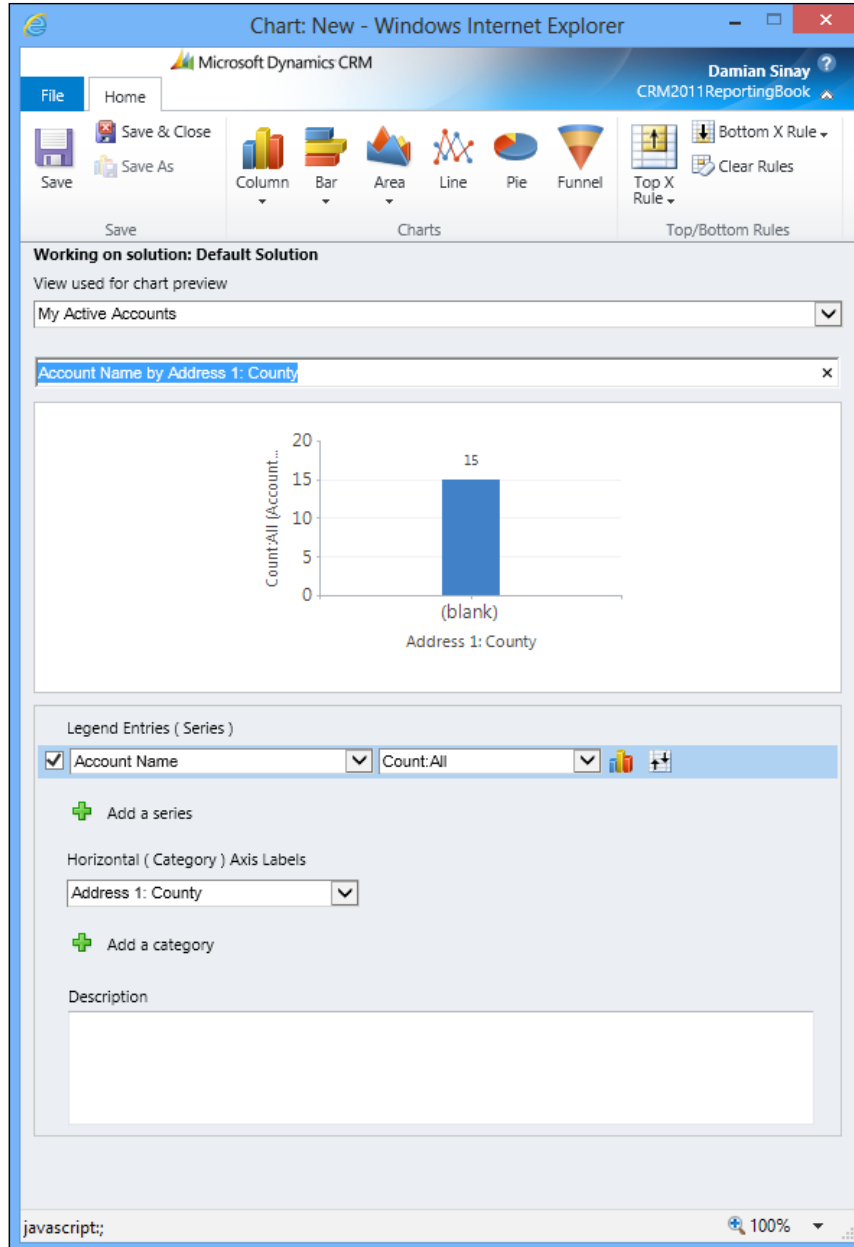 Chart: New - Windows Internet Explorer
Microsoft Dynamics CRM
Damian Sinay
CRM2011ReportingBook
File
Home
Save
Save & Close
Save As
Column
Bar
Area
Line
Pie
Funnel
Top X
Rule
Bottom X Rule
Clear Rules
Save
Charts
Top/Bottom Rules
Working on solution: Default Solution
View used for chart preview
My Active Accounts
Account Name by Address 1: County
Count:All (Account...
20
15
10
5
0
15
(blank)
Address 1: County
Legend Entries ( Series )
Account Name
Count:All
Add a series
Horizontal ( Category ) Axis Labels
Address 1: County
Add a category
Description
javascript:;
100%